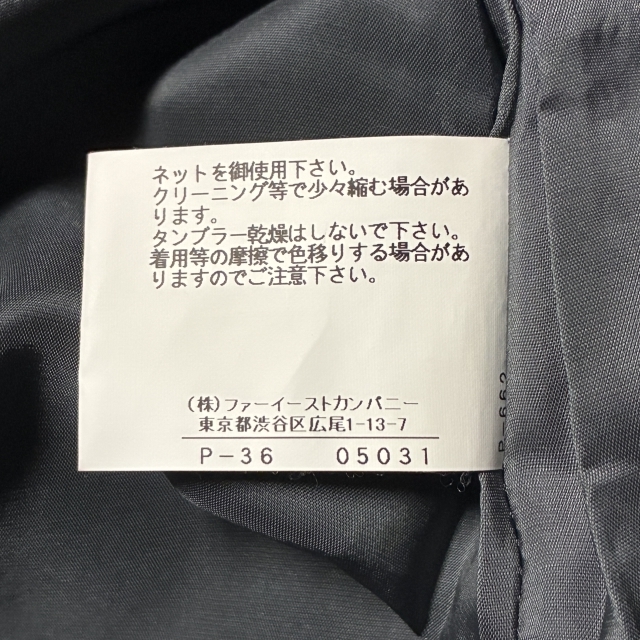 ネットを御使用下さい。
クリーニング等で少々縮む場合があ
ります。
タンブラー乾燥はしないで下さい。
着用等の摩擦で色移りする場合があ
りますのでご注意下さい。
(株)ファーイーストカンパニー
東京都渋谷区広尾1-13-7
P-36 05031
P-662